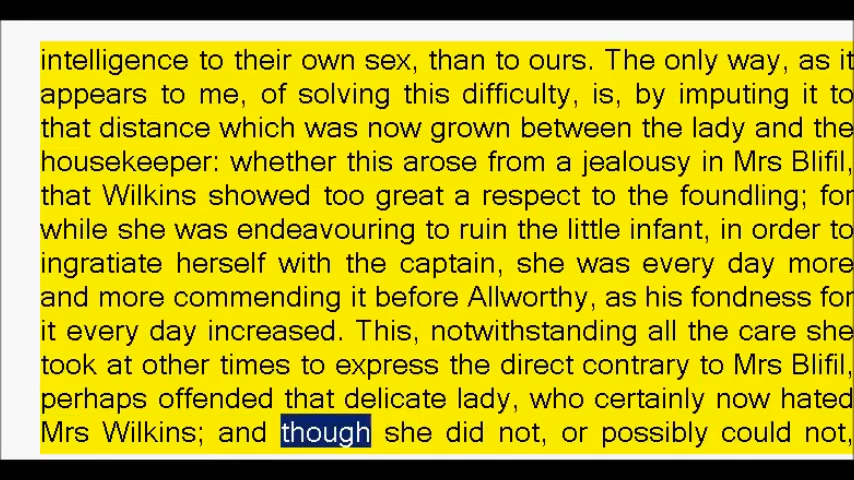 intelligence to their own sex, than to ours. The only way, as it
appears to me, of solving this difficulty, is, by imputing it to
that distance which was now grown between the lady and the
housekeeper: whether this arose from a jealousy in Mrs Blifil,
that Wilkins showed too great a respect to the foundling; for
while she was endeavouring to ruin the little infant, in order to
ingratiate herself with the captain, she was every day more
and more commending it before Allworthy, as his fondness for
it every day increased. This, notwithstanding all the care she
took at other times to express the direct contrary to Mrs Blifil,
perhaps offended that delicate lady, who certainly now hated
Mrs Wilkins; and though she did not, or possibly could not,